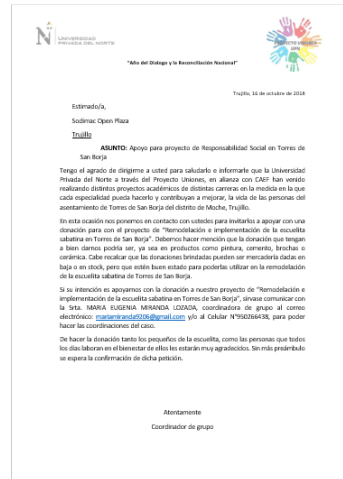 UNIVERSIDAD
PRIVADA DEL NORTE
PROYECTO UNIONES
UPN
"Año del Dialogo y la Reconciliación Nacional"
Trujillo, 16 de octubre de 2018
Estimado/a,
Sodimac Open Plaza
Trujillo
ASUNTO: Apoyo para proyecto de Responsabilidad Social en Torres de
San Borja
Tengo el agrado de dirigirme a usted para saludarlo e informarle que la Universidad
Privada del Norte a través del Proyecto Uniones, en alianza con CAEF han venido
realizando distintos proyectos académicos de distintas carreras en la medida en la que
cada especialidad pueda hacerlo y contribuyan a mejorar, la vida de las personas del
asentamiento de Torres de San Borja del distrito de Moche, Trujillo.
En esta ocasión nos ponemos en contacto con ustedes para invitarlos a apoyar con una
donación para con el proyecto de "Remodelación e implementación de la escuelita
sabatina en Torres de San Borja". Debemos hacer mención que la donación que tengan
a bien darnos podría ser, ya sea en productos como pintura, cemento, brochas o
cerámica. Cabe recalcar que las donaciones brindadas pueden ser mercadería dadas en
baja o en stock, pero que estén buen estado para poderlas utilizar en la remodelación
de la escuelita sabatina de Torres de San Borja.
Si su intención es apoyarnos con la donación a nuestro proyecto de "Remodelación e
implementación de la escuelita sabatina en Torres de San Borja", sírvase comunicar con
la Srta. MARIA EUGENIA MIRANDA LOZADA, coordinadora de grupo al correo
electrónico: mariamiranda9206@gmail.com y/o al Celular N°950266438, para poder
hacer las coordinaciones del caso.
De hacer la donación tanto los pequeños de la escuelita, como las personas que todos
los días laboran en el bienestar de ellos les estarán muy agradecidos. Sin más preámbulo
se espera la confirmación de dicha petición.
Atentamente
Coordinador de grupo